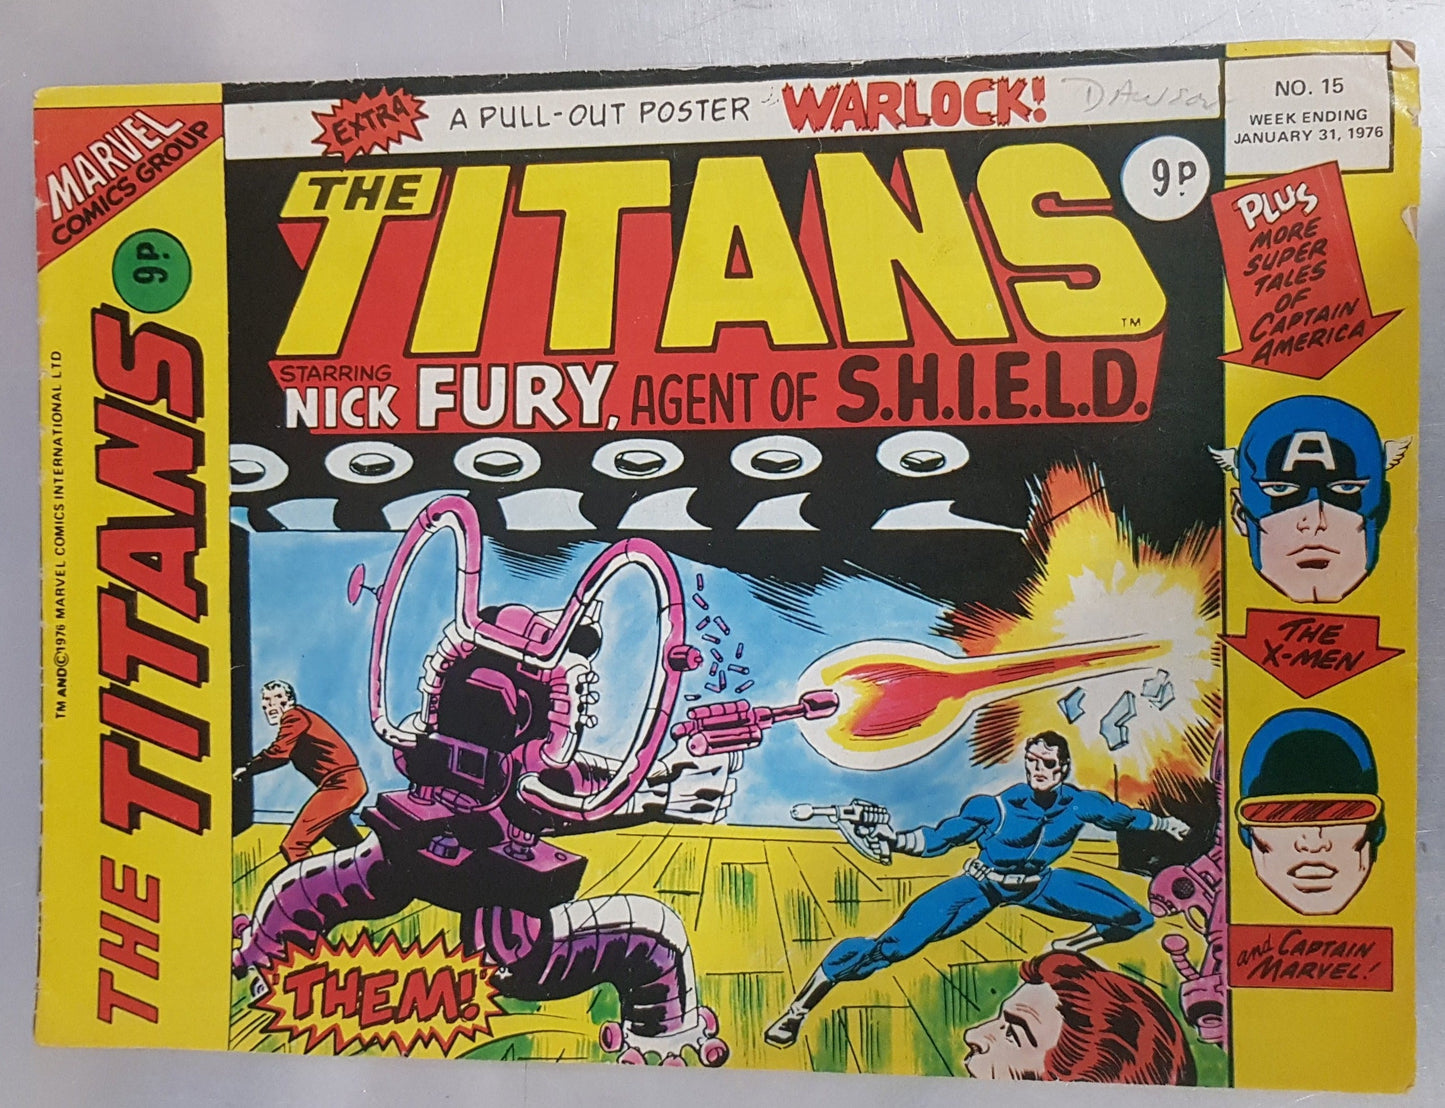 EXTRA A PULL-OUT POSTER WARLOCK! DAWSON
NO. 15
WEEK ENDING
JANUARY 31, 1976
MARVEL
COMICS GROUP
9p
THE TITANS
TM AND © 1976 MARVEL COMICS INTERNATIONAL LTD
THE
TITANS
TM
9p
STARRING
NICK FURY, AGENT OF S.H.I.E.L.D.
THEM!
PLUS
MORE
SUPER
TALES
OF
CAPTAIN
AMERICA
A
THE
X-MEN
and CAPTAIN
MARVEL!